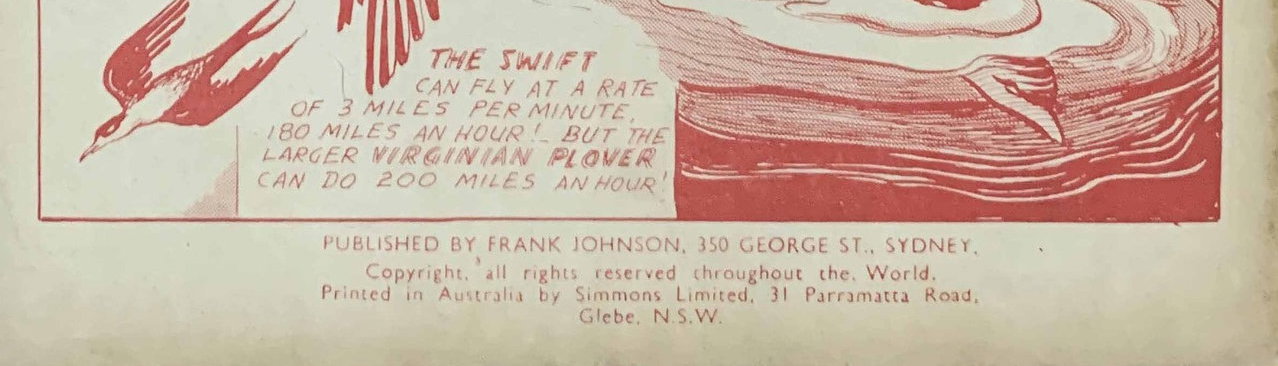 THE SWIFT
CAN FLY AT A RATE
OF 3 MILES PER MINUTE,
180 MILES AN HOUR! BUT THE
LARGER VIRGINIAN PLOVER
CAN DO 200 MILES AN HOUR!
PUBLISHED BY FRANK JOHNSON, 350 GEORGE ST., SYDNEY.
Copyright, all rights reserved throughout the. World.
Printed in Australia by Simmons Limited, 31 Parramatta Road,
Glebe, N.S.W.